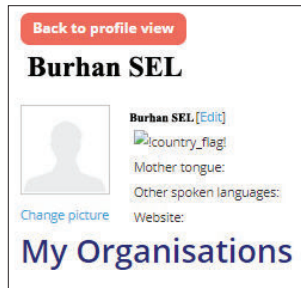 Back to profile view
Burhan SEL
Burhan SEL [Edit]
!country_flag!
Mother tongue:
Other spoken languages:
Change picture
Website:
My Organisations